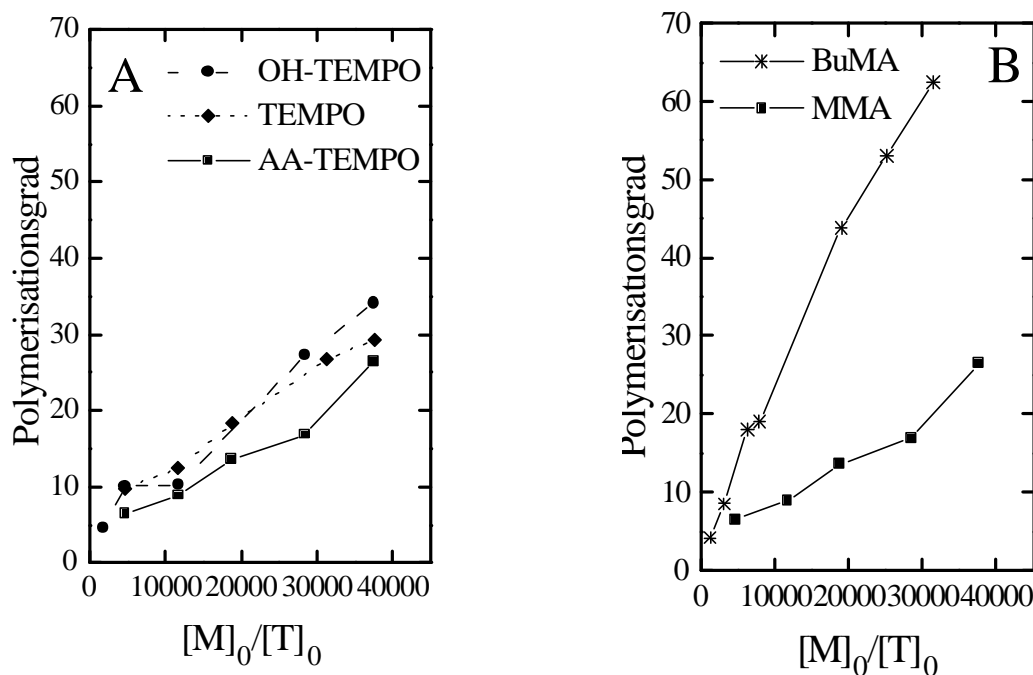 A
OH-TEMPO
TEMPO
AA-TEMPO
Polymerisationsgrad
70
60
50
40
30
20
10
0
0 10000 20000 30000 40000
[M]₀/[T]₀
B
BuMA
MMA
Polymerisationsgrad
70
60
50
40
30
20
10
0
0 10000 20000 30000 40000
[M]₀/[T]₀